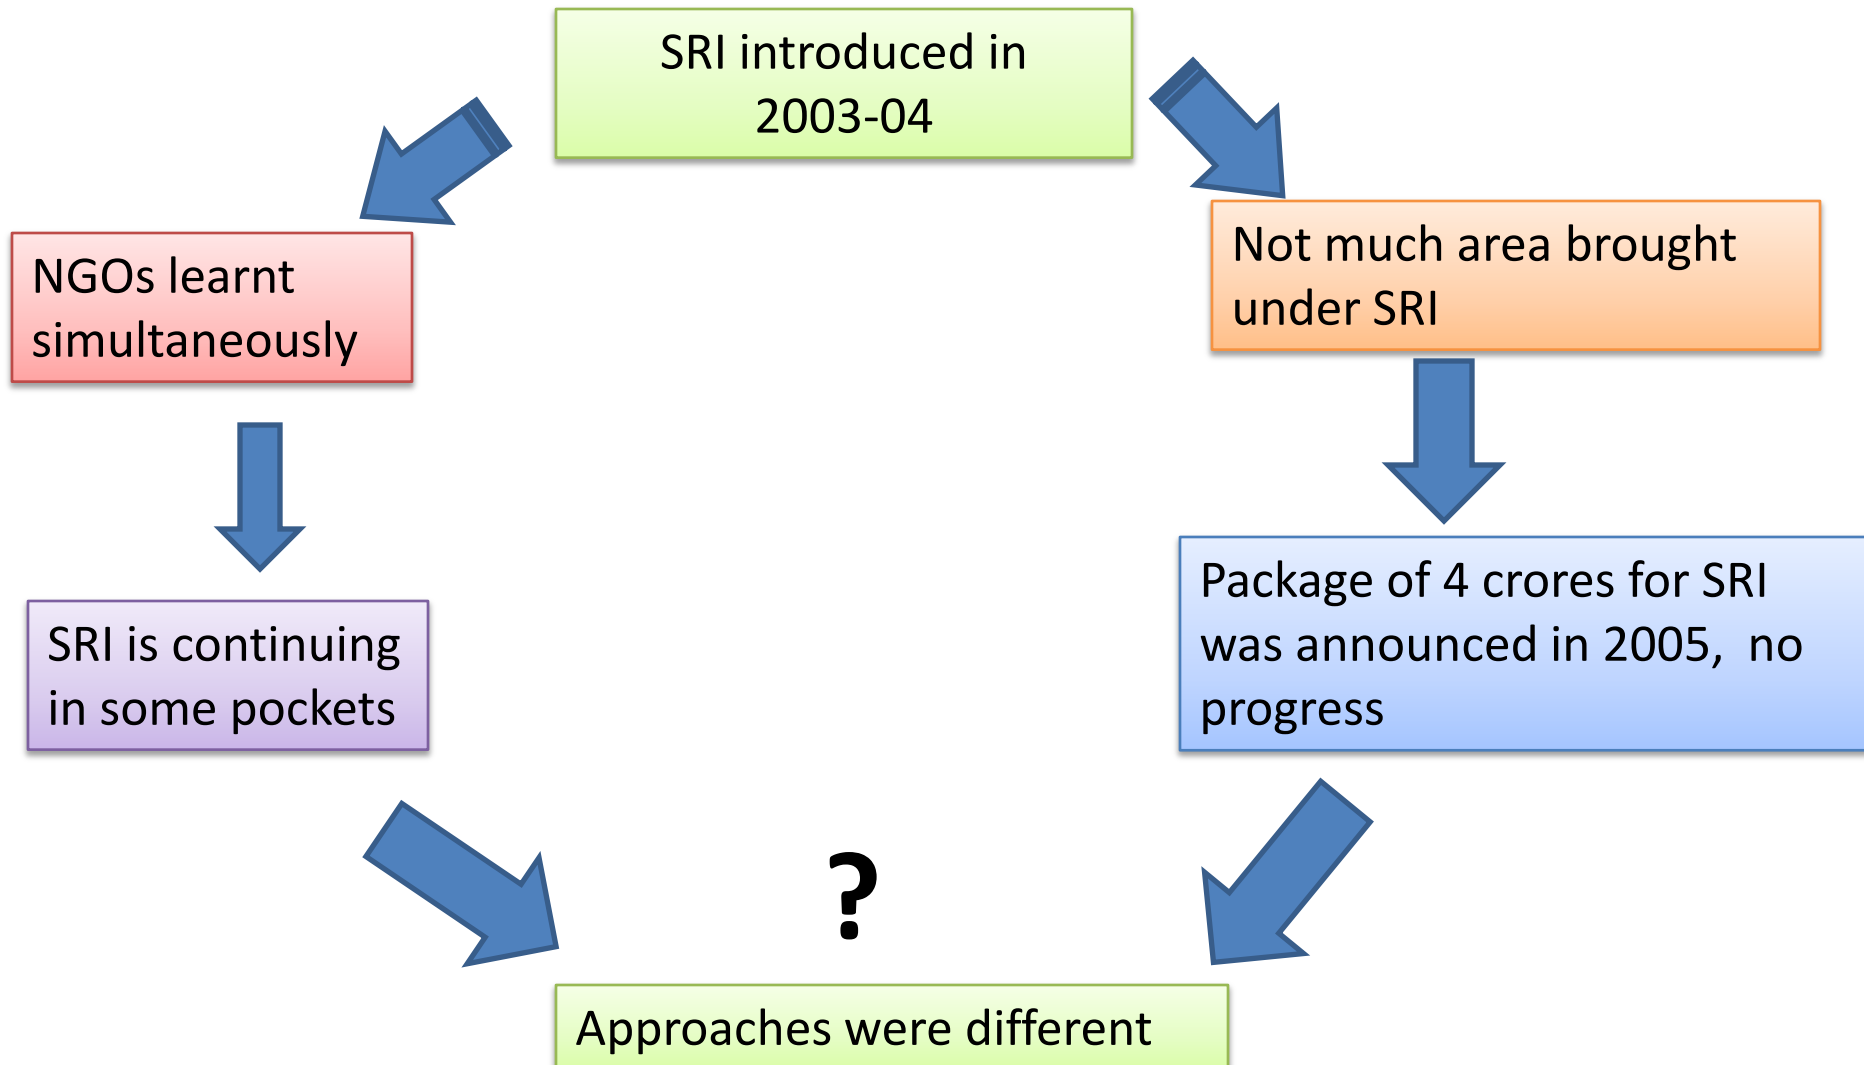 SRI introduced in
2003-04
NGOs learnt
simultaneously
Not much area brought
under SRI
SRI is continuing
in some pockets
Package of 4 crores for SRI
was announced in 2005,  no
progress
?
Approaches were different